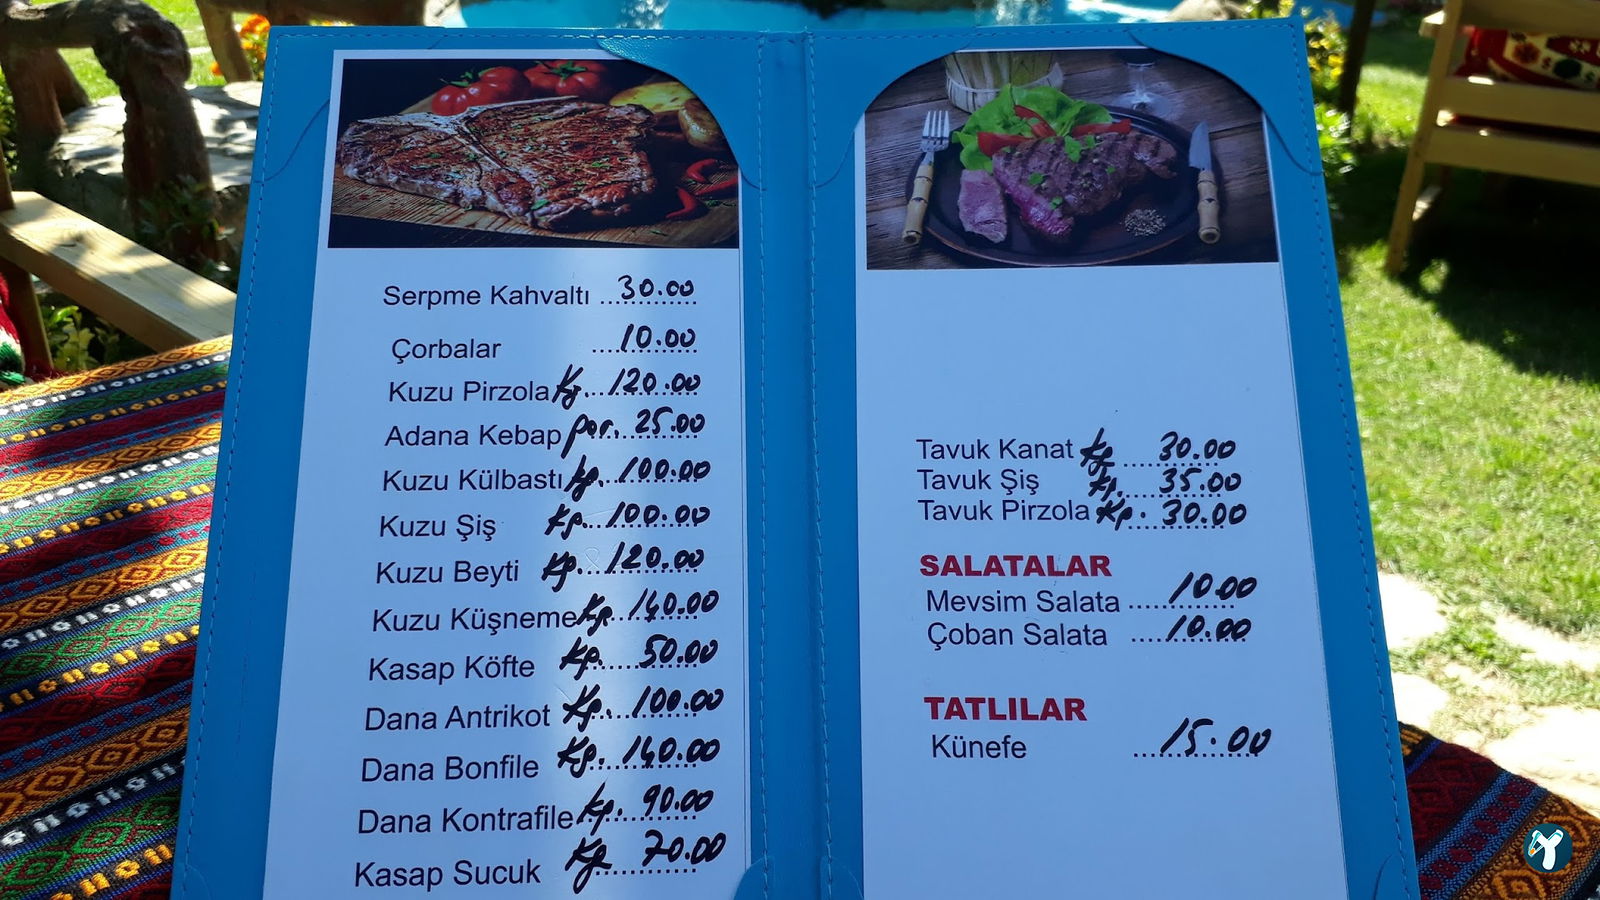 Serpme Kahvaltı ..... 30.00
Çorbalar ..... 10.00
Kuzu Pirzola Kg. ..... 120.00
Adana Kebap por. ..... 25.00
Kuzu Külbastı Kg. ..... 100.00
Kuzu Şiş Kg. ..... 100.00
Kuzu Beyti Kg. ..... 120.00
Kuzu Küşneme Kg. ..... 140.00
Kasap Köfte Kg. ..... 50.00
Dana Antrikot Kg. ..... 100.00
Dana Bonfile Kg. ..... 140.00
Dana Kontrafile Kg. ..... 90.00
Kasap Sucuk Kg ..... 70.00
Tavuk Kanat Kg ..... 30.00
Tavuk Şiş Kg. ..... 35.00
Tavuk Pirzola Kg. ..... 30.00
SALATALAR
Mevsim Salata ..... 10.00
Çoban Salata ..... 10.00
TATLILAR
Künefe ..... 15.00